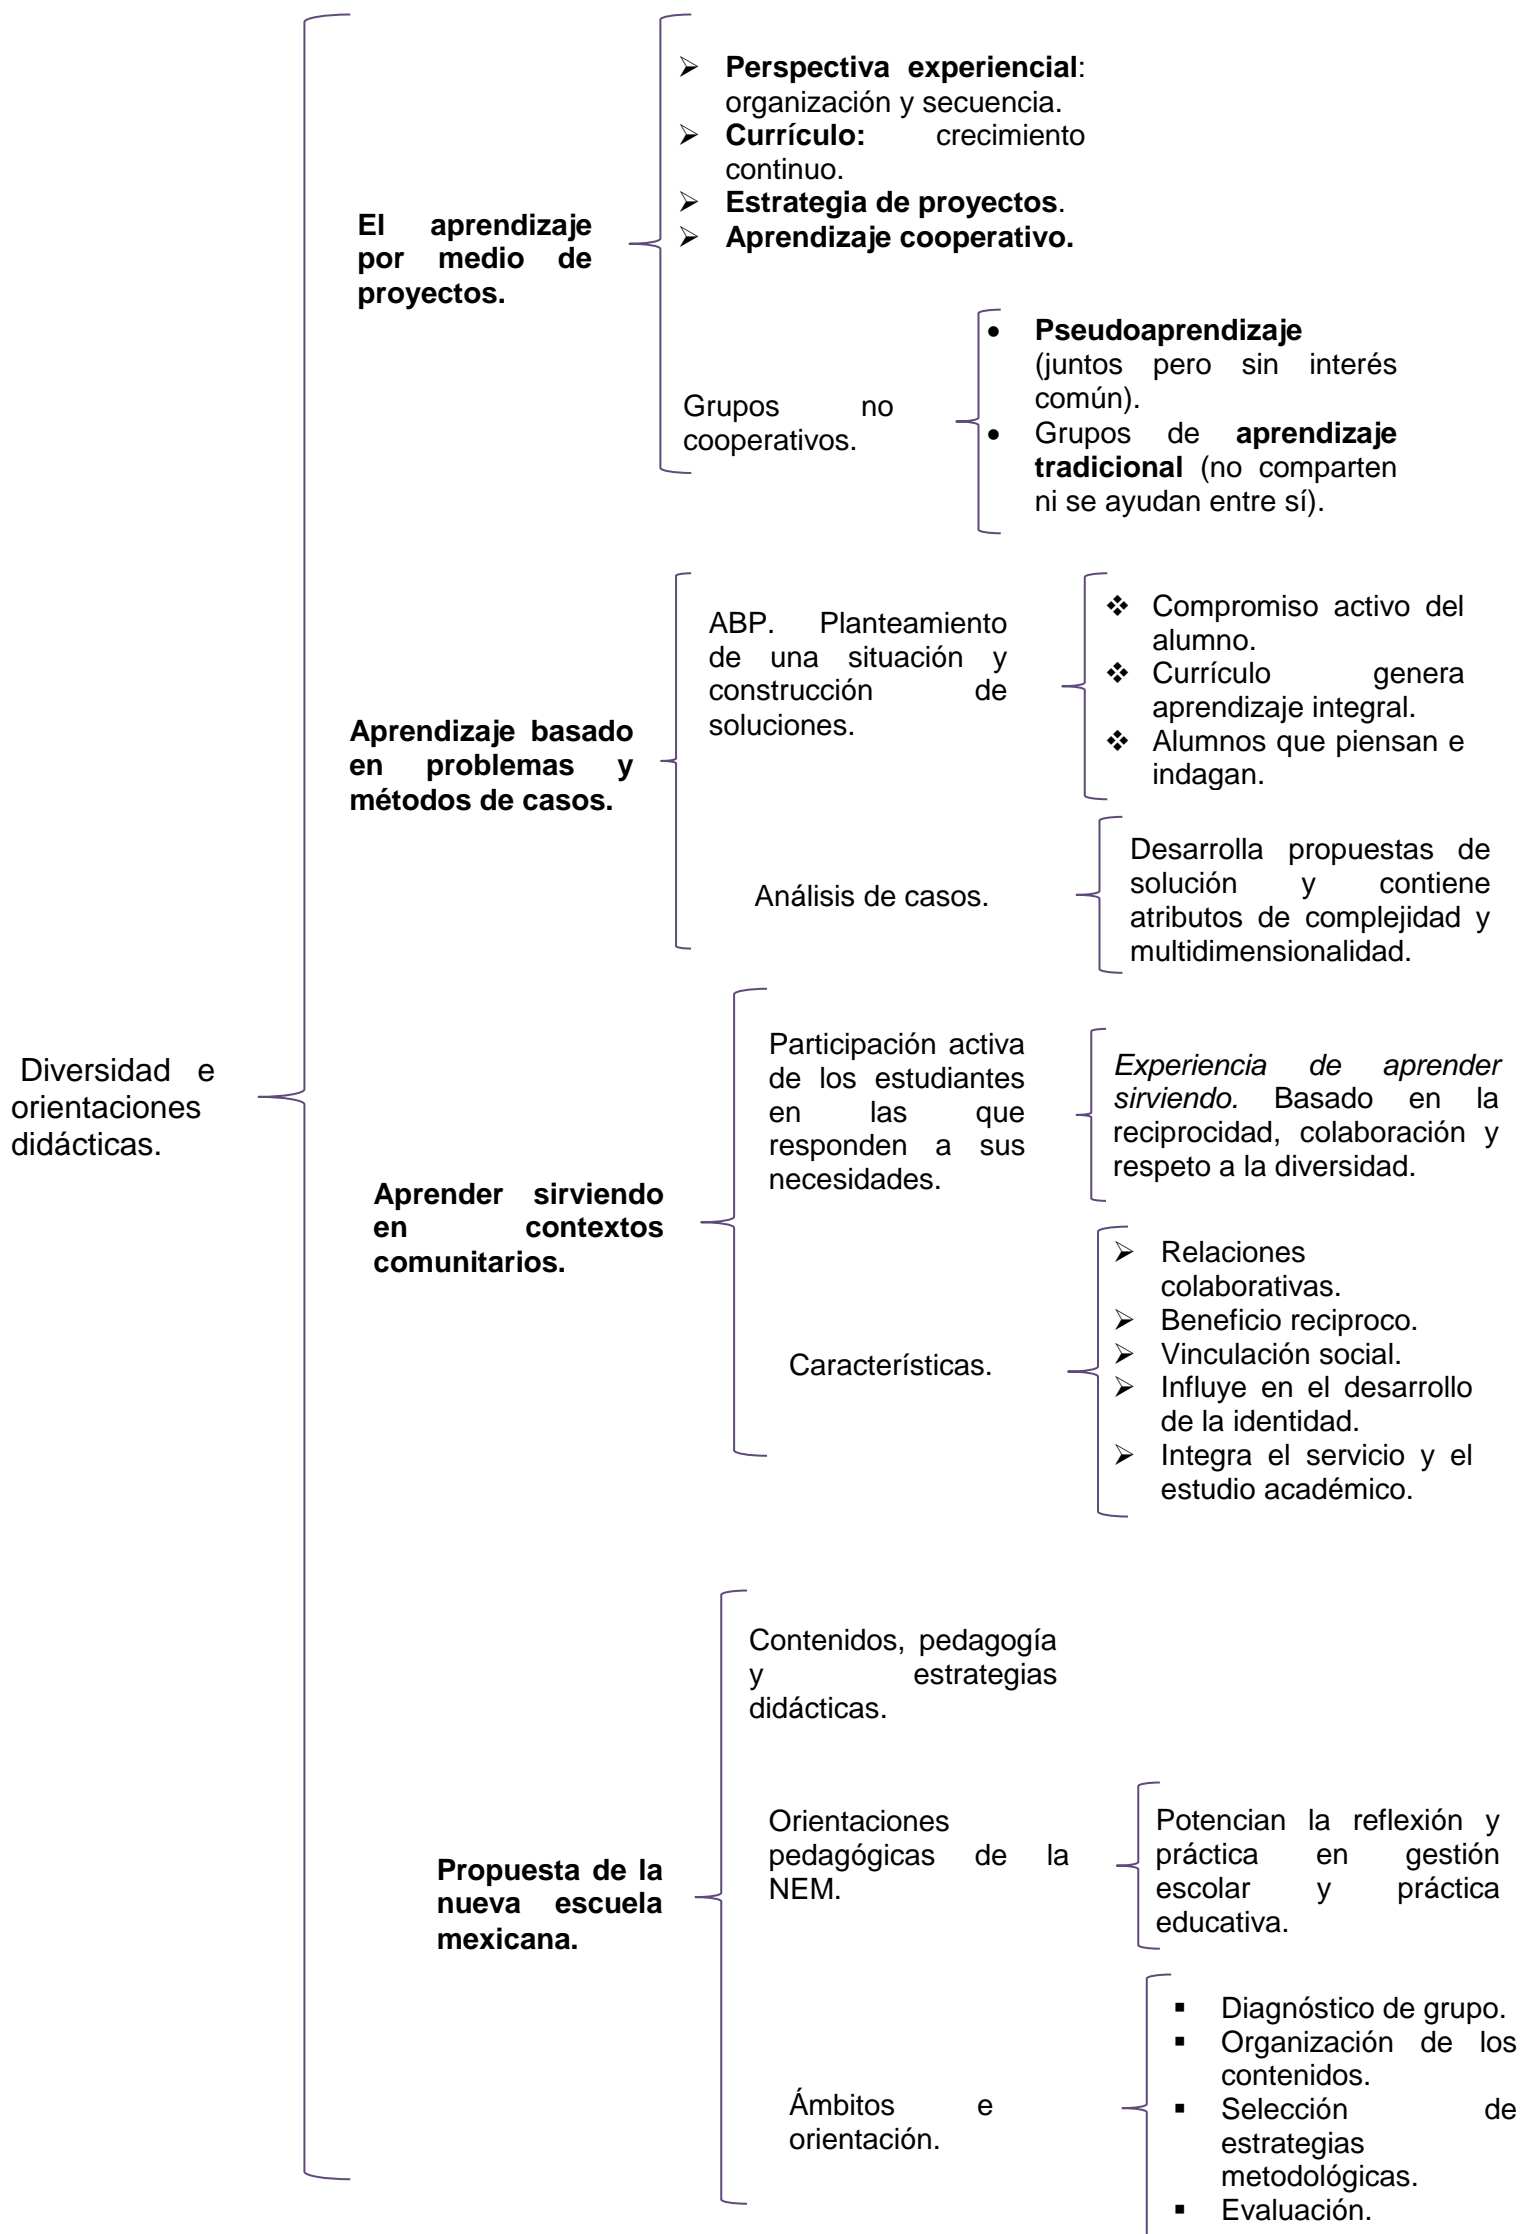 Diversidad e
orientaciones
didácticas.
El aprendizaje
por medio de
proyectos.
➢ Perspectiva experiencial:
organización y secuencia.
➢ Currículo: crecimiento
continuo.
➢ Estrategia de proyectos.
➢ Aprendizaje cooperativo.
Grupos no
cooperativos.
• Pseudoaprendizaje
(juntos pero sin interés
común).
• Grupos de aprendizaje
tradicional (no comparten
ni se ayudan entre sí).
Aprendizaje basado
en problemas y
métodos de casos.
ABP. Planteamiento
de una situación y
construcción de
soluciones.
❖ Compromiso activo del
alumno.
❖ Currículo genera
aprendizaje integral.
❖ Alumnos que piensan e
indagan.
Análisis de casos.
Desarrolla propuestas de
solución y contiene
atributos de complejidad y
multidimensionalidad.
Aprender sirviendo
en contextos
comunitarios.
Participación activa
de los estudiantes
en las que
responden a sus
necesidades.
Experiencia de aprender
sirviendo. Basado en la
reciprocidad, colaboración y
respeto a la diversidad.
Características.
➢ Relaciones
colaborativas.
➢ Beneficio reciproco.
➢ Vinculación social.
➢ Influye en el desarrollo
de la identidad.
➢ Integra el servicio y el
estudio académico.
Propuesta de la
nueva escuela
mexicana.
Contenidos, pedagogía
y estrategias
didácticas.
Orientaciones
pedagógicas de la
NEM.
Potencian la reflexión y
práctica en gestión
escolar y práctica
educativa.
Ámbitos e
orientación.
▪ Diagnóstico de grupo.
▪ Organización de los
contenidos.
▪ Selección de
estrategias
metodológicas.
▪ Evaluación.